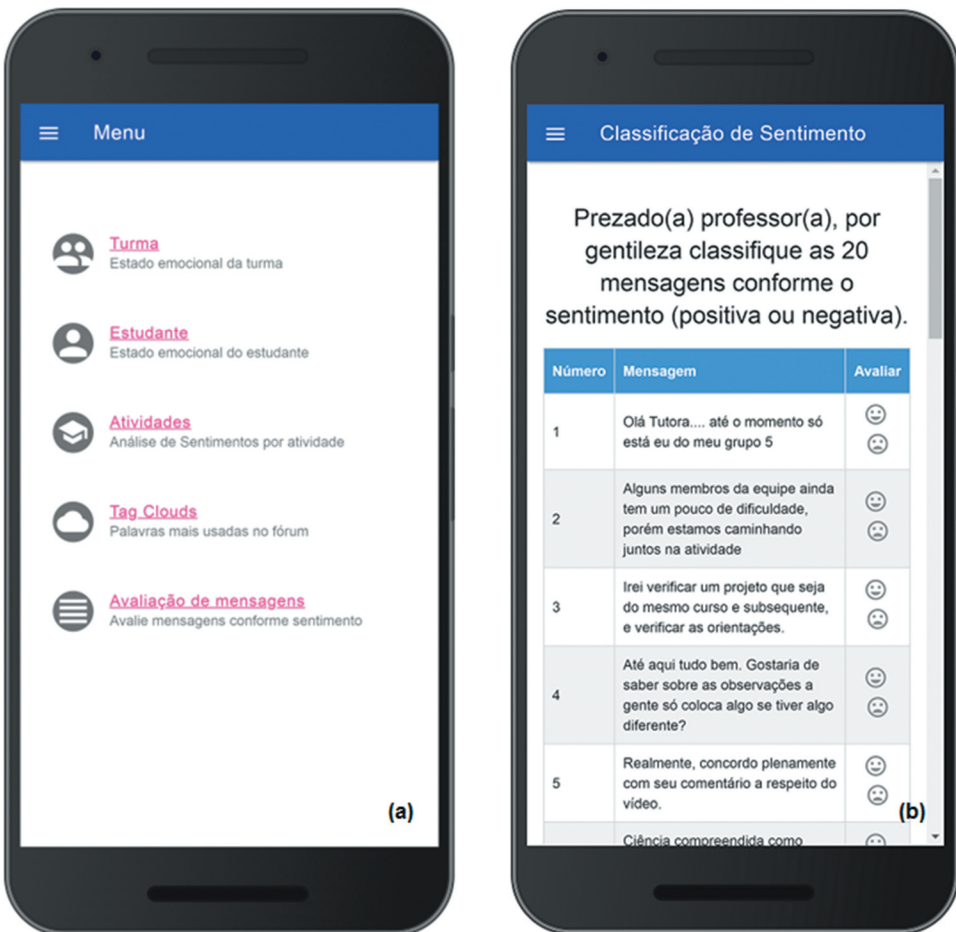 Menu
Turma
Estado emocional da turma
Estudante
Estado emocional do estudante
Atividades
Análise de Sentimentos por atividade
Tag Clouds
Palavras mais usadas no fórum
Avaliação de mensagens
Avalie mensagens conforme sentimento
(a)
Classificação de Sentimento
Prezado(a) professor(a), por
gentileza classifique as 20
mensagens conforme o
sentimento (positiva ou negativa).
Número Mensagem Avaliar
1
Olá Tutora.... até o momento só
está eu do meu grupo 5
2
Alguns membros da equipe ainda
tem um pouco de dificuldade,
porém estamos caminhando
juntos na atividade
3
Irei verificar um projeto que seja
do mesmo curso e subsequente,
e verificar as orientações.
4
Até aqui tudo bem. Gostaria de
saber sobre as observações a
gente só coloca algo se tiver algo
diferente?
5
Realmente, concordo plenamente
com seu comentário a respeito do
vídeo.
(b)
Ciência compreendida como